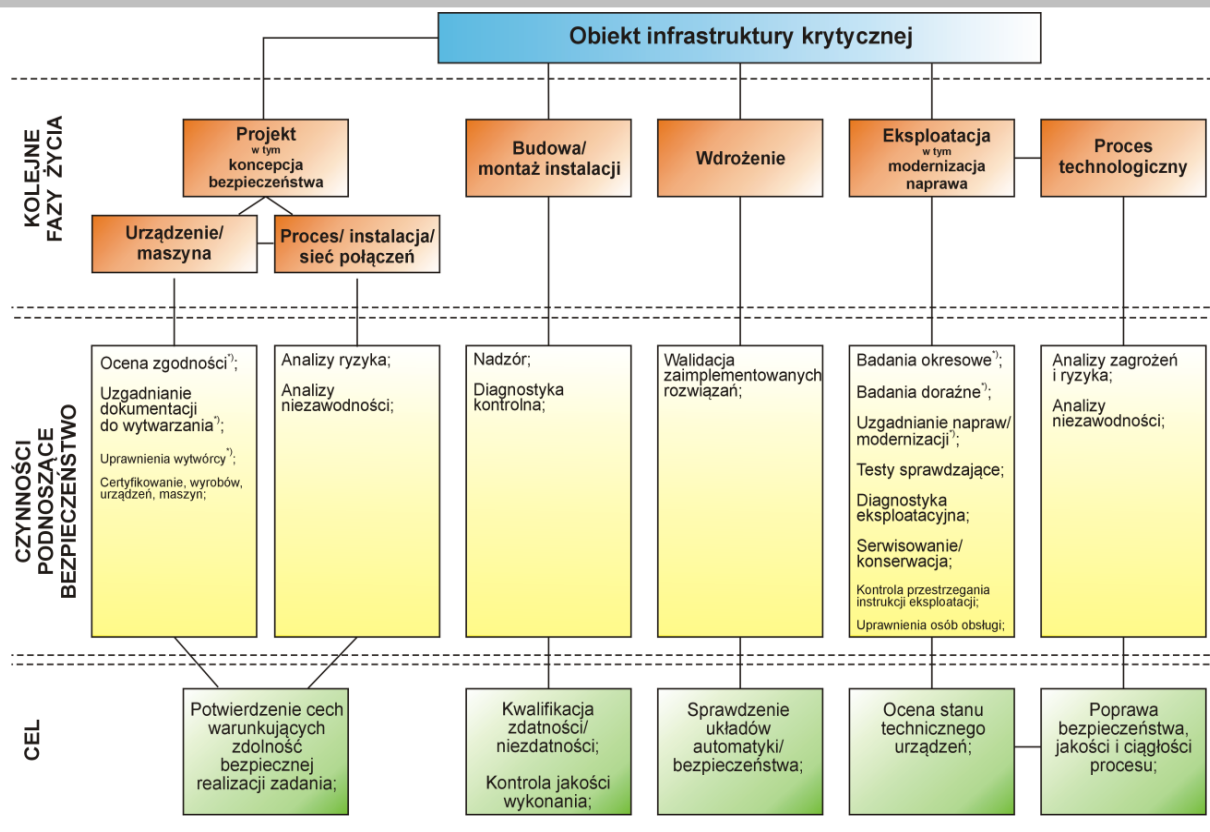 Obiekt infrastruktury krytycznej
KOLEJNE
FAZY ŻYCIA
Projekt
w tym
koncepcja
bezpieczeństwa
Budowa/
montaż instalacji
Wdrożenie
Eksploatacja
w tym
modernizacja
naprawa
Proces
technologiczny
Urządzenie/
maszyna
Proces/ instalacja/
sieć połączeń
CZYNNOŚCI
PODNOSZĄCE
BEZPIECZEŃSTWO
Ocena zgodności*);
Uzgadnianie
dokumentacji
do wytwarzania*);
Uprawnienia wytwórcy*);
Certyfikowanie, wyrobów,
urządzeń, maszyn;
Analizy ryzyka;
Analizy
niezawodności;
Nadzór;
Diagnostyka
kontrolna;
Walidacja
zaimplementowanych
rozwiązań;
Badania okresowe*);
Badania doraźne*);
Uzgadnianie napraw/
modernizacji*);
Testy sprawdzające;
Diagnostyka
eksploatacyjna;
Serwisowanie/
konserwacja;
Kontrola przestrzegania
instrukcji eksploatacji;
Uprawnienia osób obsługi;
Analizy zagrożeń
i ryzyka;
Analizy
niezawodności;
CEL
Potwierdzenie cech
warunkujących
zdolność
bezpiecznej
realizacji zadania;
Kwalifikacja
zdatności/
niezdatności;
Kontrola jakości
wykonania;
Sprawdzenie
układów
automatyki/
bezpieczeństwa;
Ocena stanu
technicznego
urządzeń;
Poprawa
bezpieczeństwa,
jakości i ciągłości
procesu;